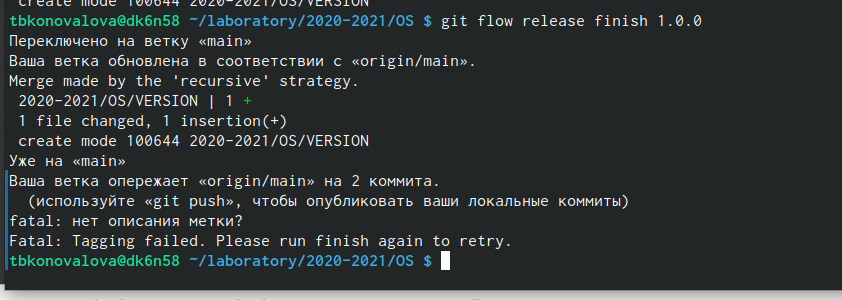 create mode 100644 2020-2021/OS/VERSION
tbkonovalova@dk6n58 ~/laboratory/2020-2021/OS $ git flow release finish 1.0.0
Переключено на ветку «main»
Ваша ветка обновлена в соответствии с «origin/main».
Merge made by the 'recursive' strategy.
2020-2021/OS/VERSION | 1 +
1 file changed, 1 insertion(+)
create mode 100644 2020-2021/OS/VERSION
Уже на «main»
Ваша ветка опережает «origin/main» на 2 коммита.
(используйте «git push», чтобы опубликовать ваши локальные коммиты)
fatal: нет описания метки?
Fatal: Tagging failed. Please run finish again to retry.
tbkonovalova@dk6n58 ~/laboratory/2020-2021/OS $